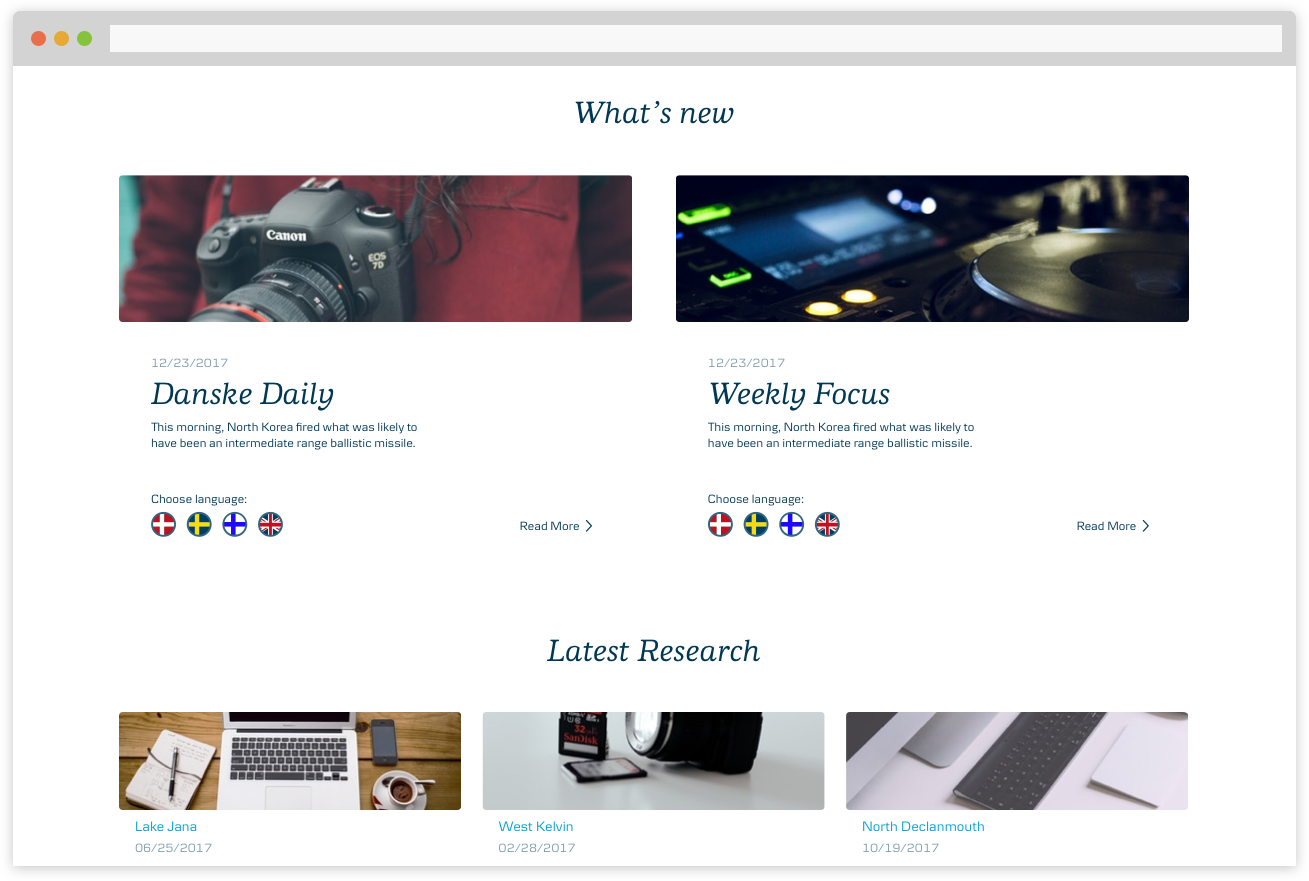 What's new
Canon
EOS
7D
12/23/2017
Danske Daily
This morning, North Korea fired what was likely to
have been an intermediate range ballistic missile.
Choose language:
Read More
12/23/2017
Weekly Focus
This morning, North Korea fired what was likely to
have been an intermediate range ballistic missile.
Choose language:
Read More
Latest Research
32
SanDisk
Lake Jana
06/25/2017
West Kelvin
02/28/2017
North Declanmouth
10/19/2017